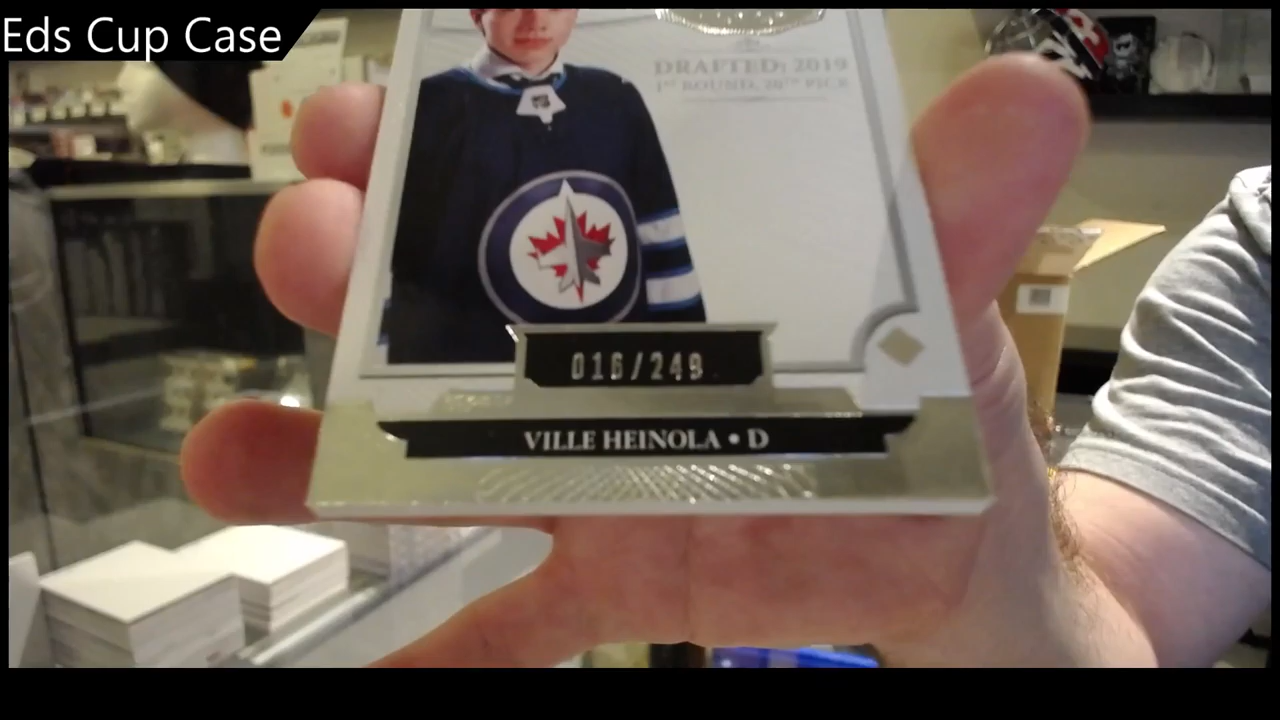 Eds Cup Case
DRAFTED: 2019
1ST ROUND, 20TH PICK
016/249
VILLE HEINOLA • D